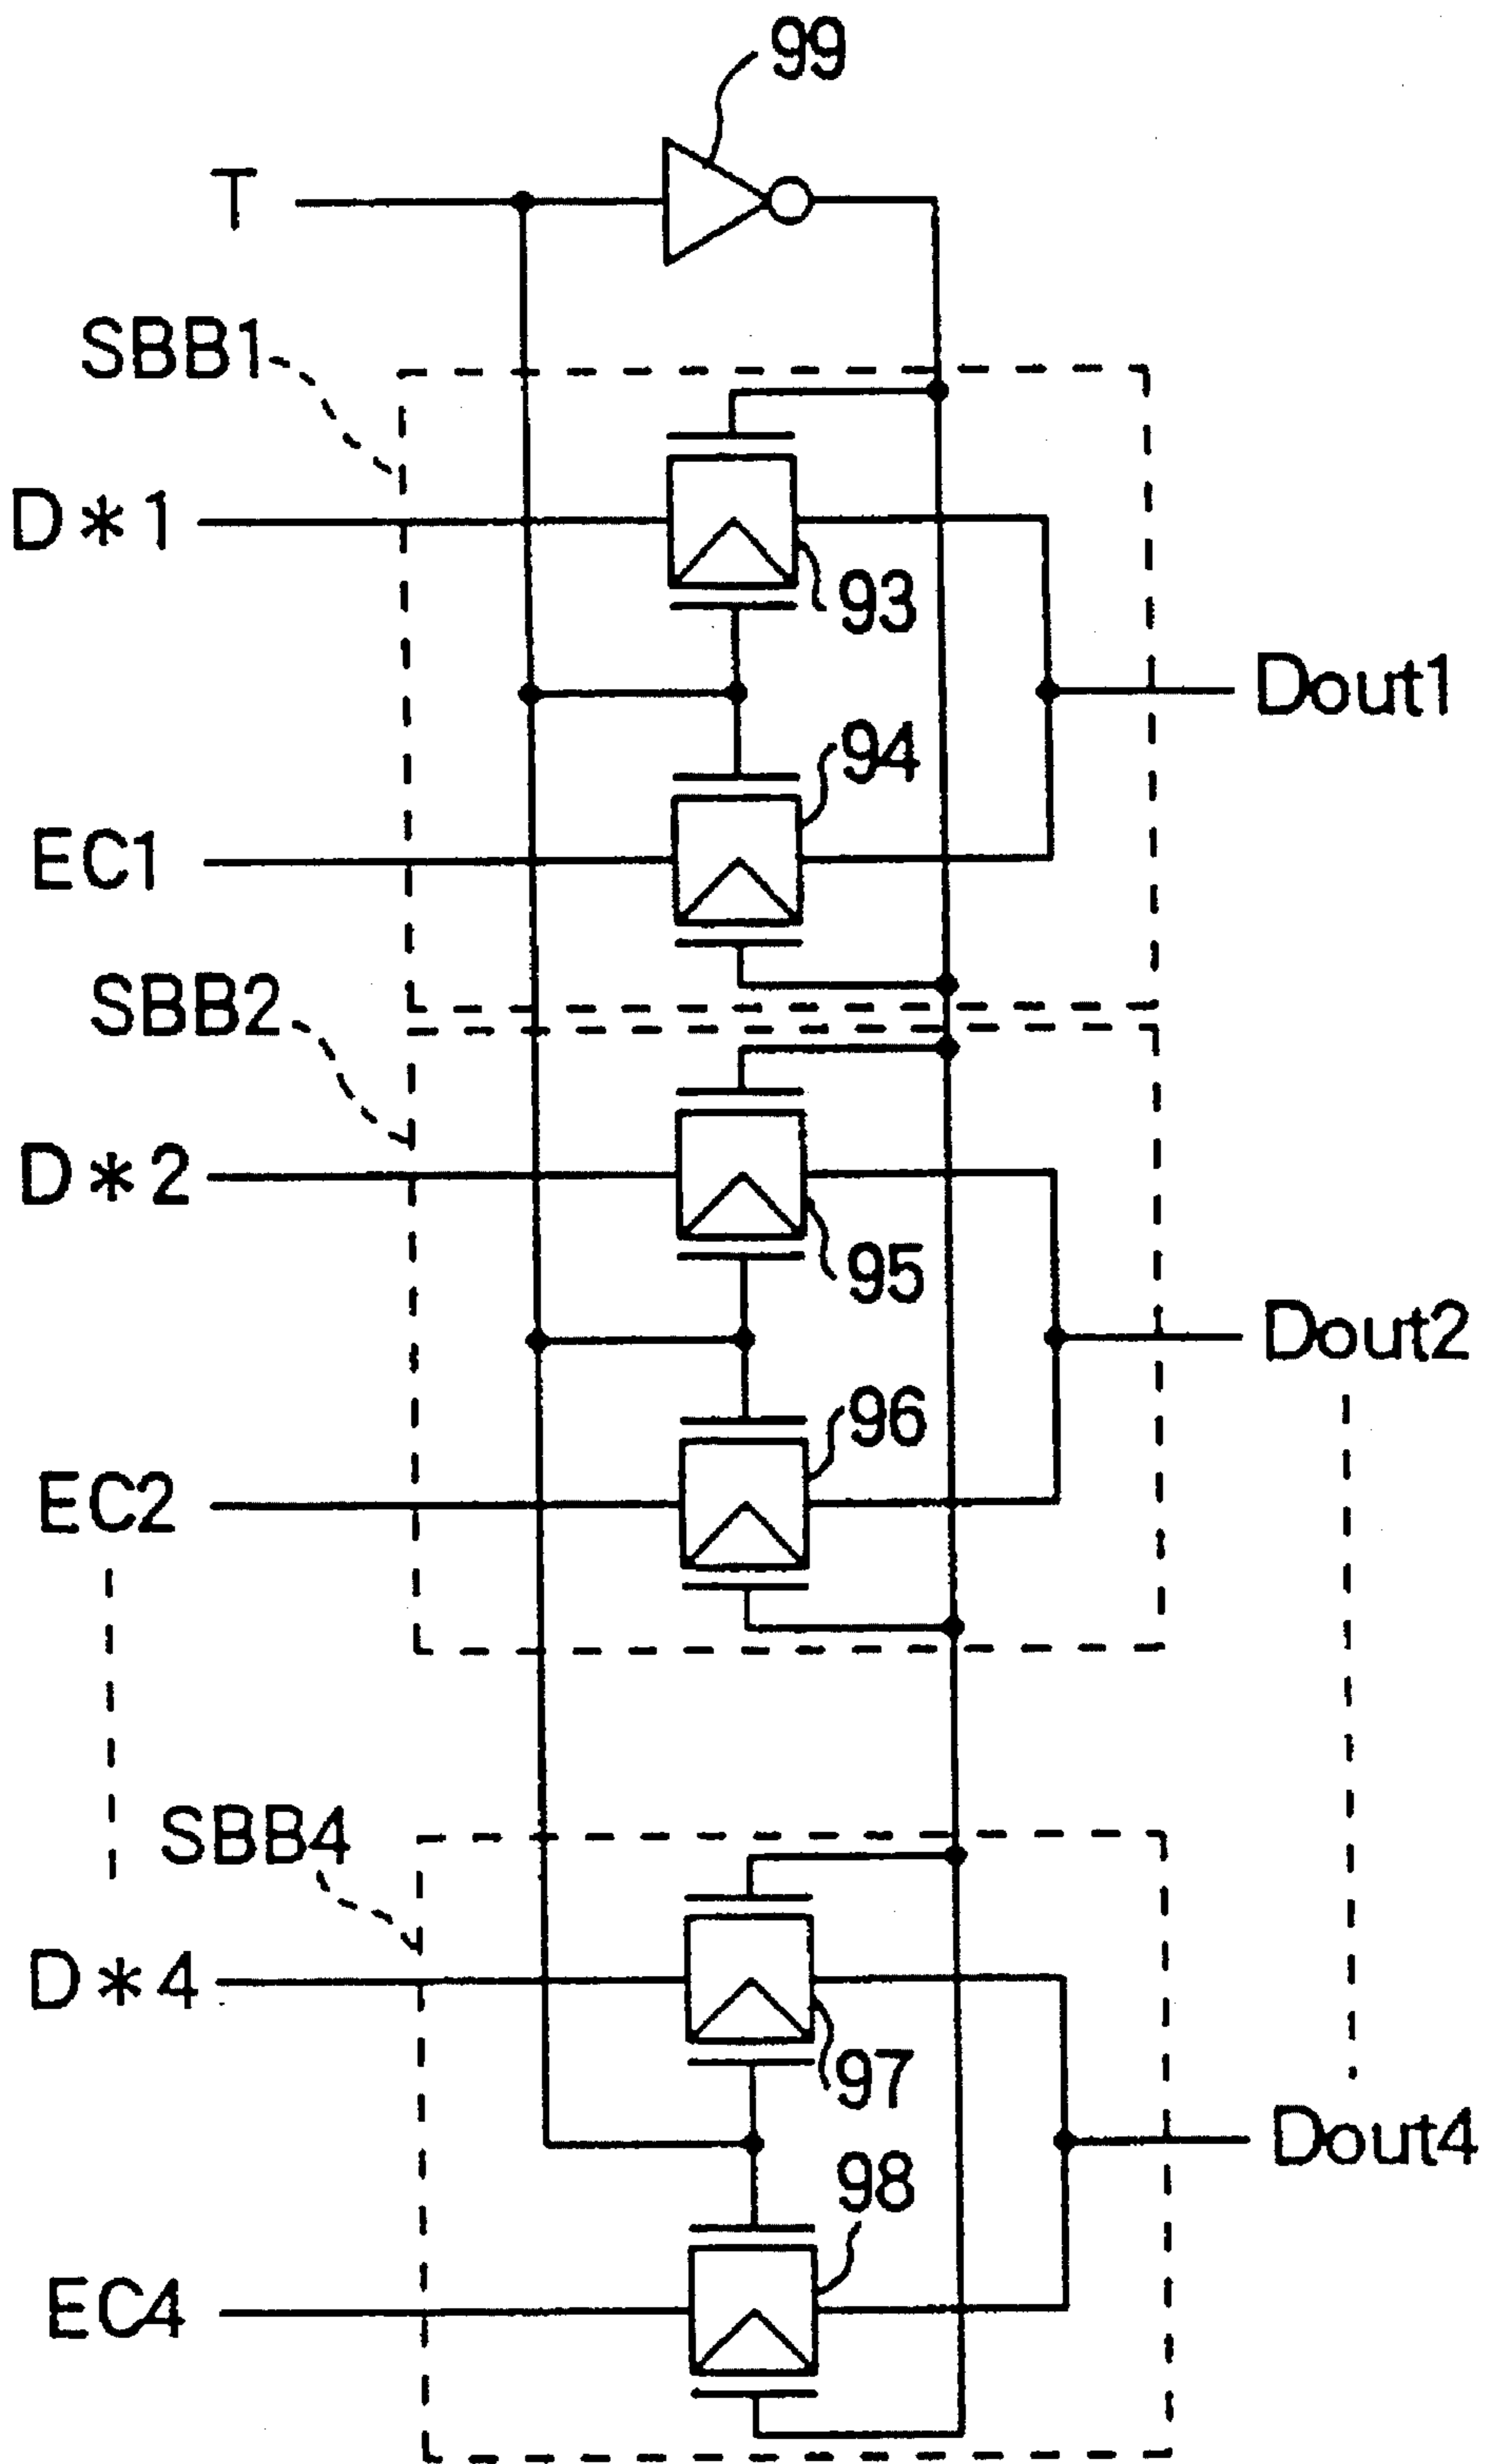 99
T
SBB1
D*1
93
Dout1
94
EC1
SBB2
D*2
95
Dout2
96
EC2
SBB4
D*4
97
Dout4
98
EC4